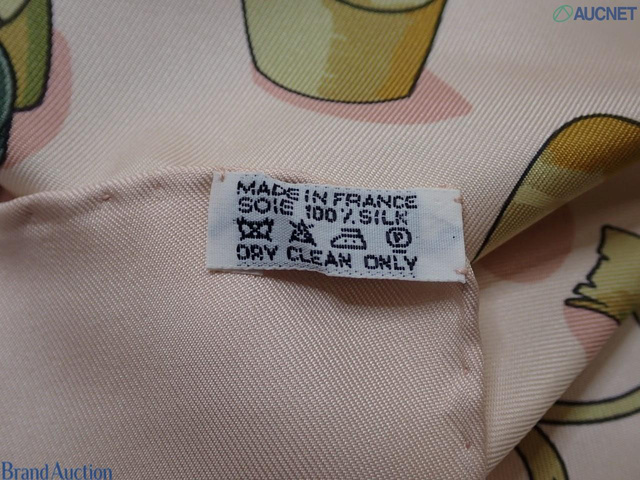 AUCNET
MADE IN FRANCE
SOIE 100% SILK
P
DRY CLEAN ONLY
Brand Auction